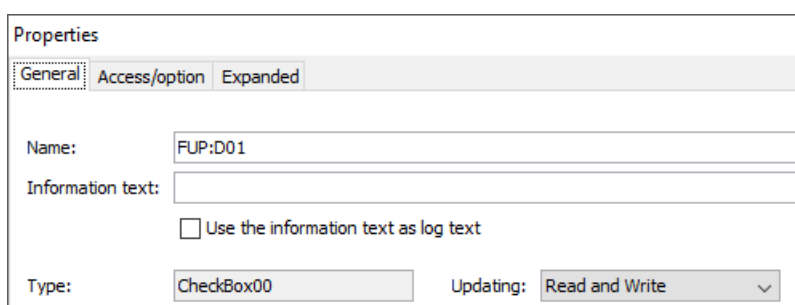 Properties
General Access/option Expanded
Name: FUP:D01
Information text:
Use the information text as log text
Type: CheckBox00 Updating: Read and Write